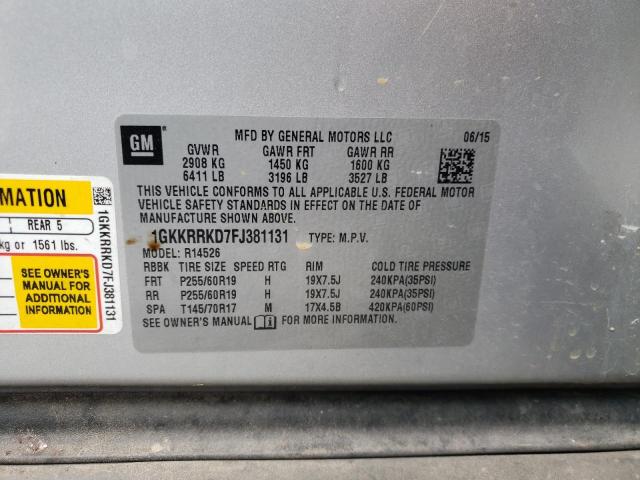 GM
MFD BY GENERAL MOTORS LLC 06/15
GVWR GAWR FRT GAWR RR
2908 KG 1450 KG 1600 KG
6411 LB 3196 LB 3527 LB
THIS VEHICLE CONFORMS TO ALL APPLICABLE U.S. FEDERAL MOTOR
VEHICLE SAFETY STANDARDS IN EFFECT ON THE DATE OF
MANUFACTURE SHOWN ABOVE.
1GKKRRKD7FJ381131 TYPE: M.P.V.
MODEL: R14526
RBBK TIRE SIZE SPEED RTG RIM COLD TIRE PRESSURE
FRT P255/60R19 H 19X7.5J 240KPA(35PSI)
RR P255/60R19 H 19X7.5J 240KPA(35PSI)
SPA T145/70R17 M 17X4.5B 420KPA(60PSI)
SEE OWNER'S MANUAL FOR MORE INFORMATION.
RMATION
REAR 5
kg or 1561 lbs.
SEE OWNER'S
MANUAL FOR
ADDITIONAL
INFORMATION
1GKKRRKD7FJ381131